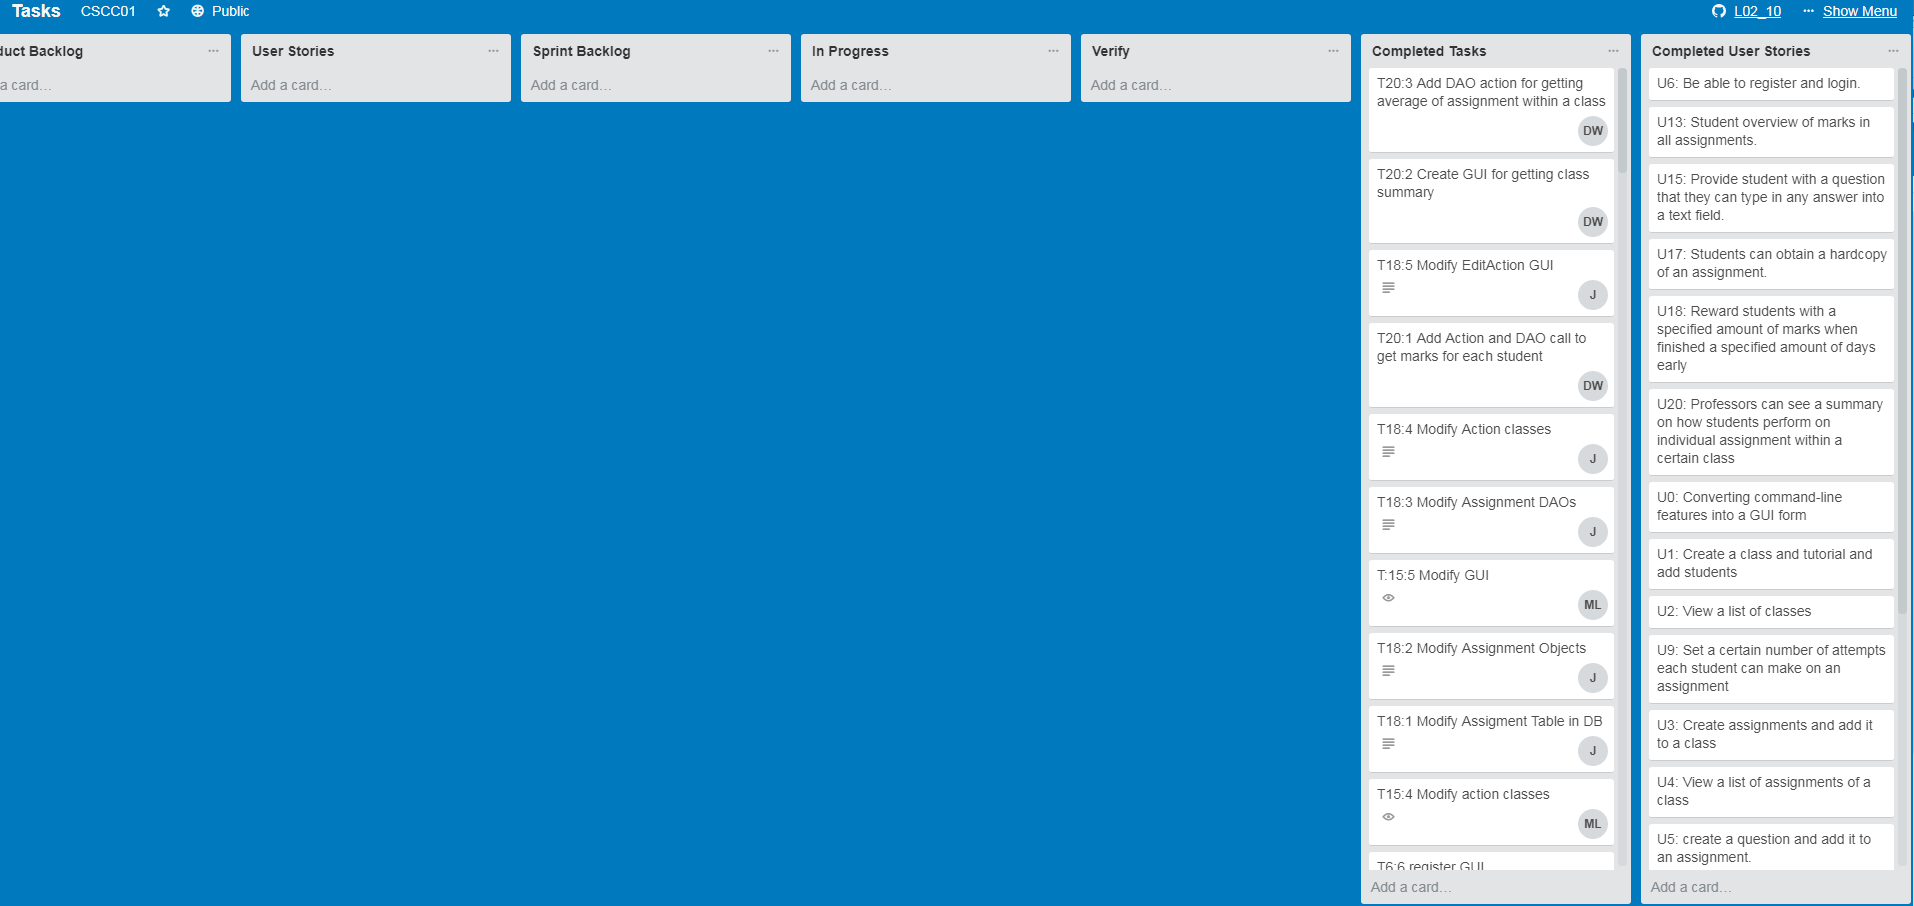 Tasks CSCC01 Public L02_10 ··· Show Menu
duct Backlog ···
a card…
User Stories ···
Add a card…
Sprint Backlog ···
Add a card…
In Progress ···
Add a card…
Verify ···
Add a card…
Completed Tasks ···
T20:3 Add DAO action for getting
average of assignment within a class
DW
T20:2 Create GUI for getting class
summary
DW
T18:5 Modify EditAction GUI
J
T20:1 Add Action and DAO call to
get marks for each student
DW
T18:4 Modify Action classes
J
T18:3 Modify Assignment DAOs
J
T:15:5 Modify GUI
ML
T18:2 Modify Assignment Objects
J
T18:1 Modify Assigment Table in DB
J
T15:4 Modify action classes
ML
T6:6 register GUI
Add a card…
Completed User Stories ···
U6: Be able to register and login.
U13: Student overview of marks in
all assignments.
U15: Provide student with a question
that they can type in any answer into
a text field.
U17: Students can obtain a hardcopy
of an assignment.
U18: Reward students with a
specified amount of marks when
finished a specified amount of days
early
U20: Professors can see a summary
on how students perform on
individual assignment within a
certain class
U0: Converting command-line
features into a GUI form
U1: Create a class and tutorial and
add students
U2: View a list of classes
U9: Set a certain number of attempts
each student can make on an
assignment
U3: Create assignments and add it
to a class
U4: View a list of assignments of a
class
U5: create a question and add it to
an assignment.
Add a card…